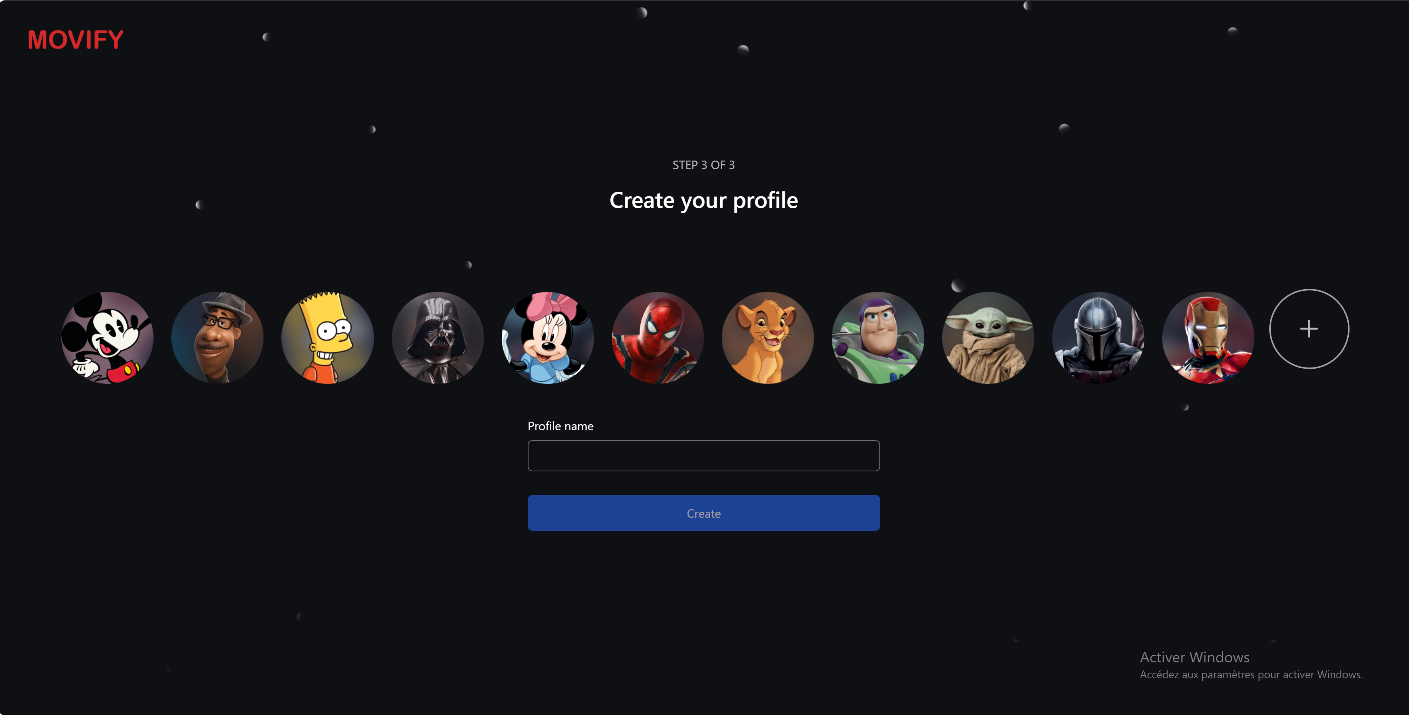 MOVIFY
STEP 3 OF 3
Create your profile
Profile name
Create
Activer Windows
Accédez aux paramètres pour activer Windows.